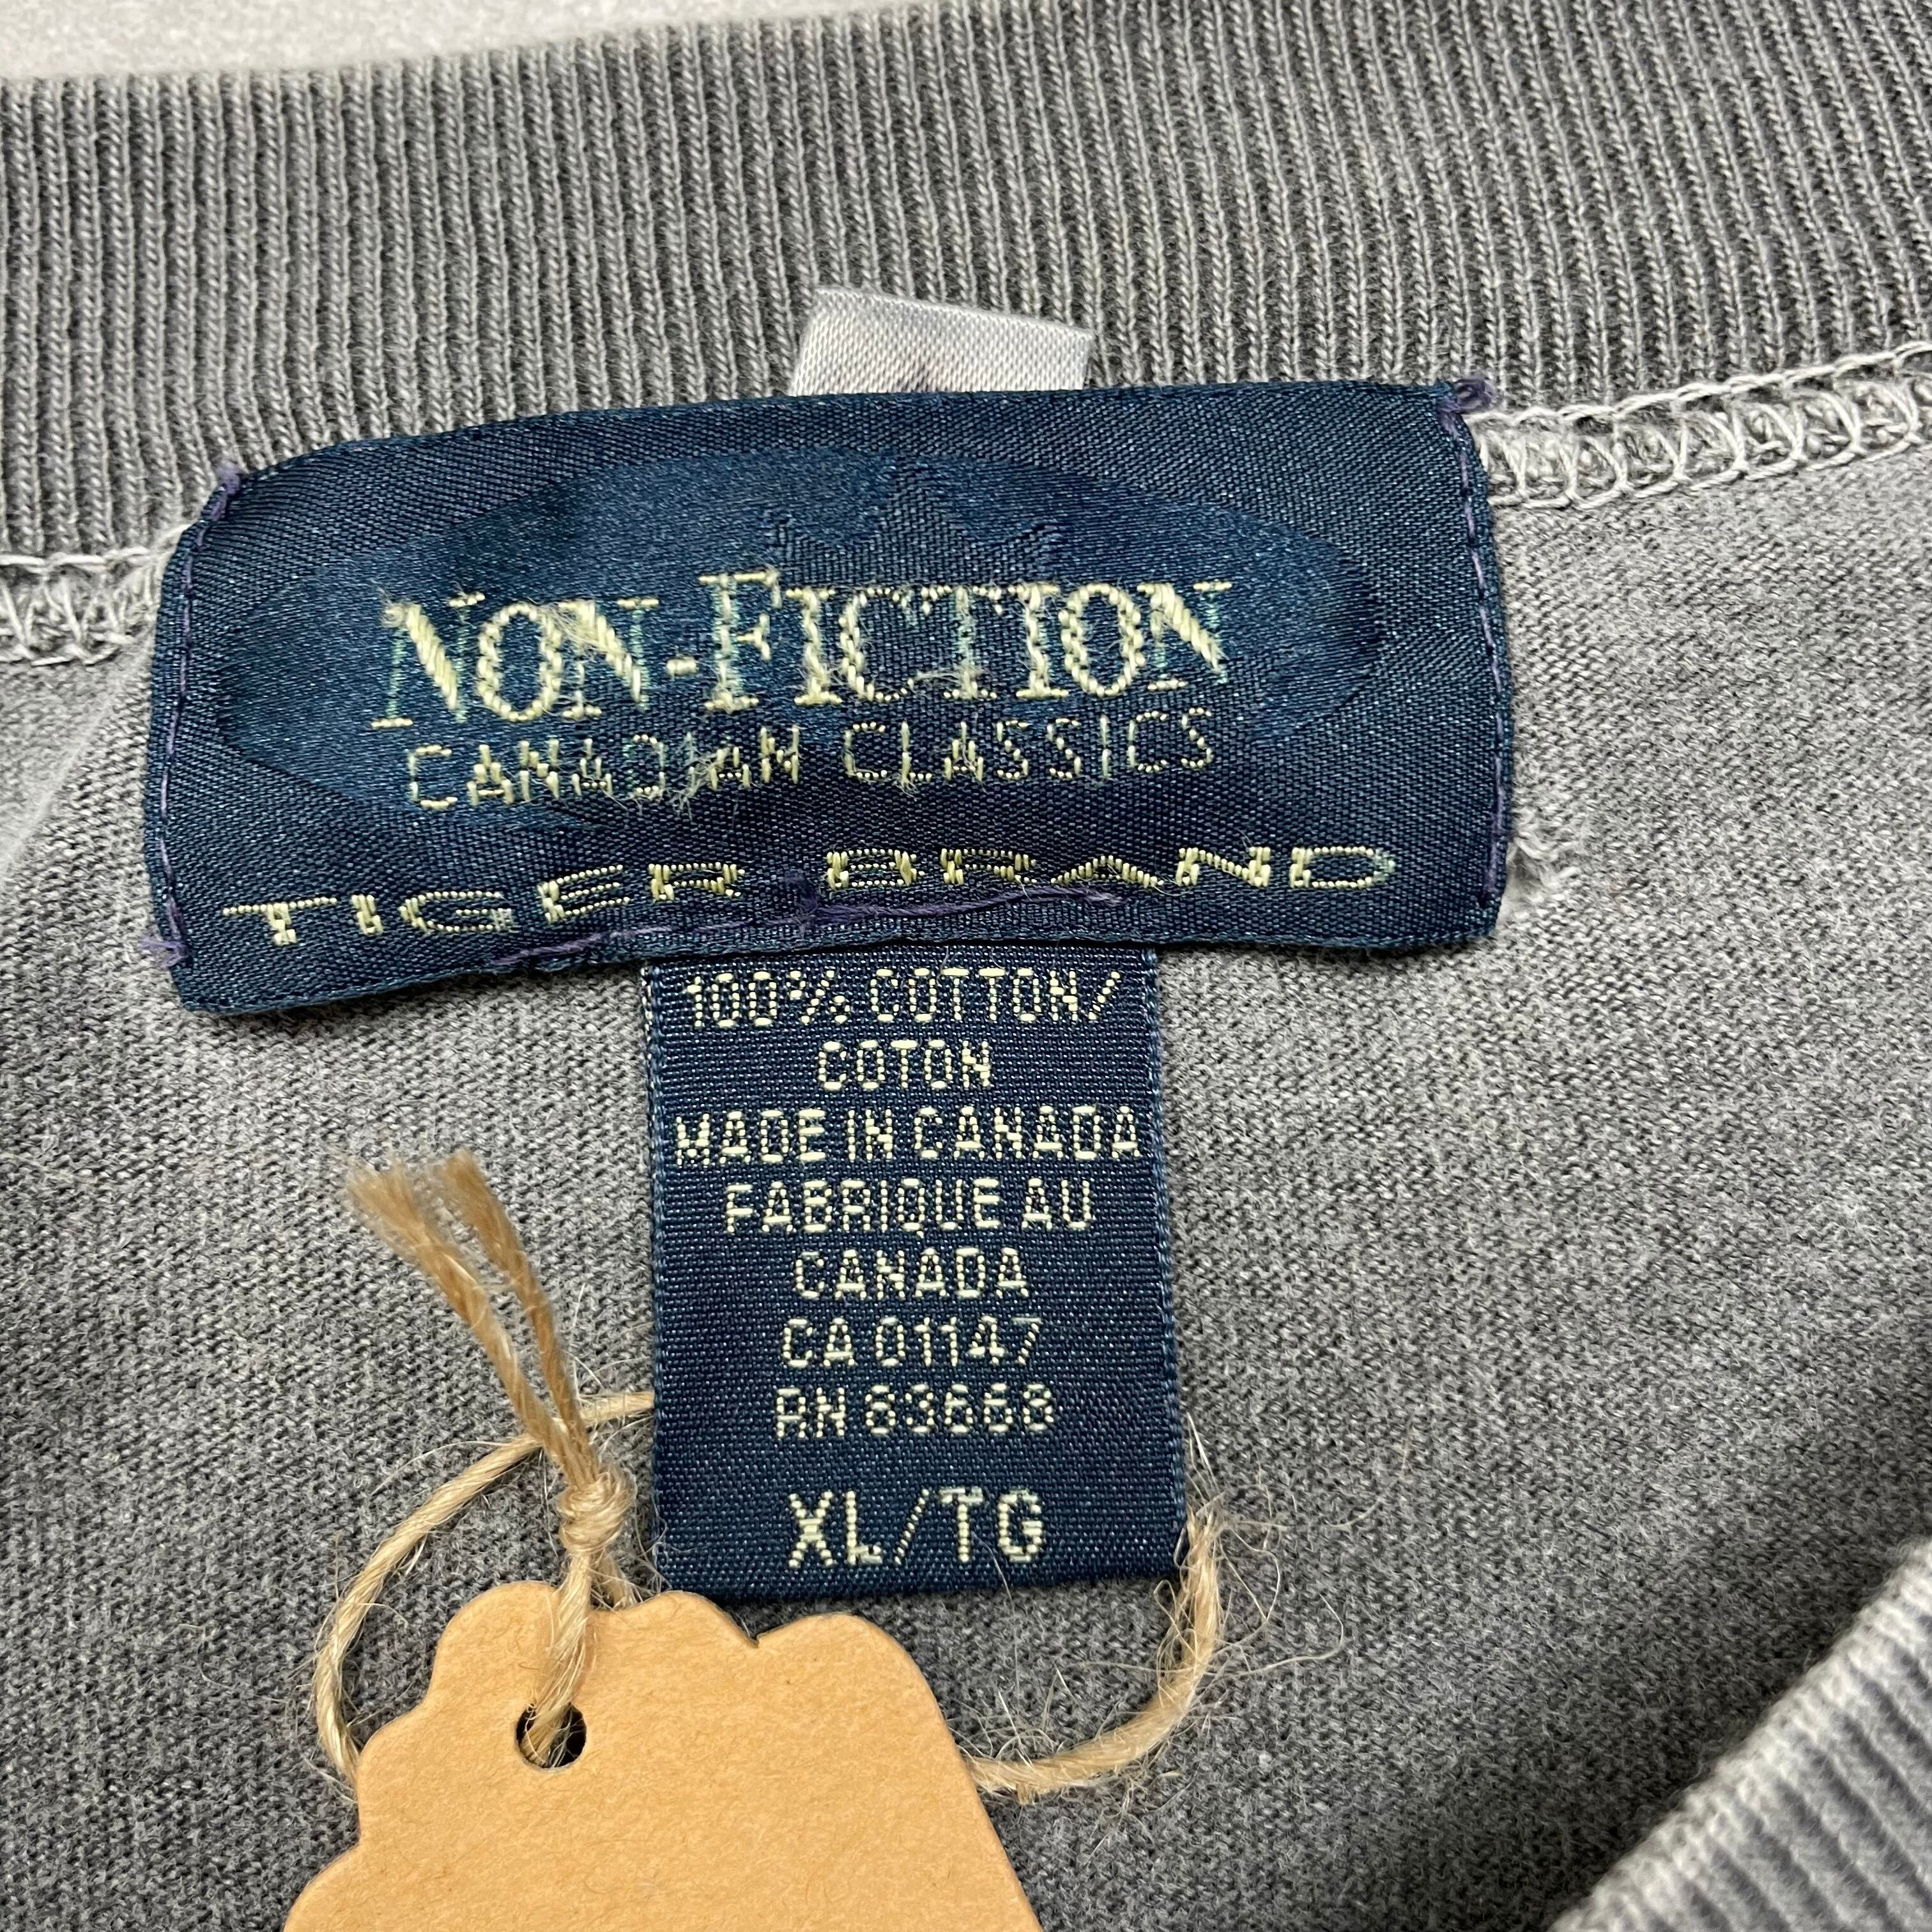 NON-FICTION
CANADIAN CLASSICS
TIGER BRAND
100% COTTON/
COTON
MADE IN CANADA
FABRIQUE AU
CANADA
CA 01147
RN 83668
XL/TG